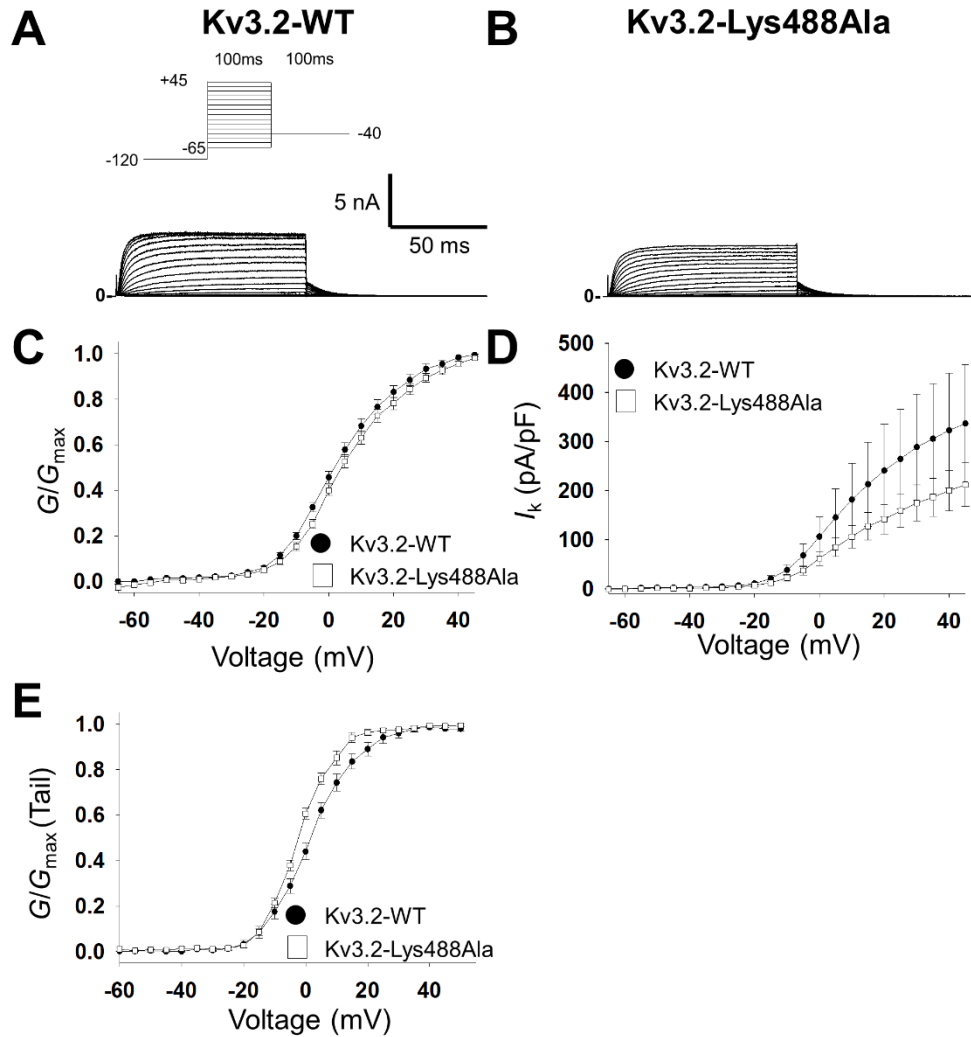 A
Kv3.2-WT
B
Kv3.2-Lys488Ala
100ms 100ms
+45
-40
-65
-120
5 nA
50 ms
0-
0-
C
1.0
0.8
0.6
0.4
0.2
0.0
G/Gmax
Kv3.2-WT
Kv3.2-Lys488Ala
-60 -40 -20 0 20 40
Voltage (mV)
D
500
400
300
200
100
0
Ik (pA/pF)
Kv3.2-WT
Kv3.2-Lys488Ala
-60 -40 -20 0 20 40
Voltage (mV)
E
1.0
0.8
0.6
0.4
0.2
0.0
G/Gmax (Tail)
Kv3.2-WT
Kv3.2-Lys488Ala
-60 -40 -20 0 20 40
Voltage (mV)